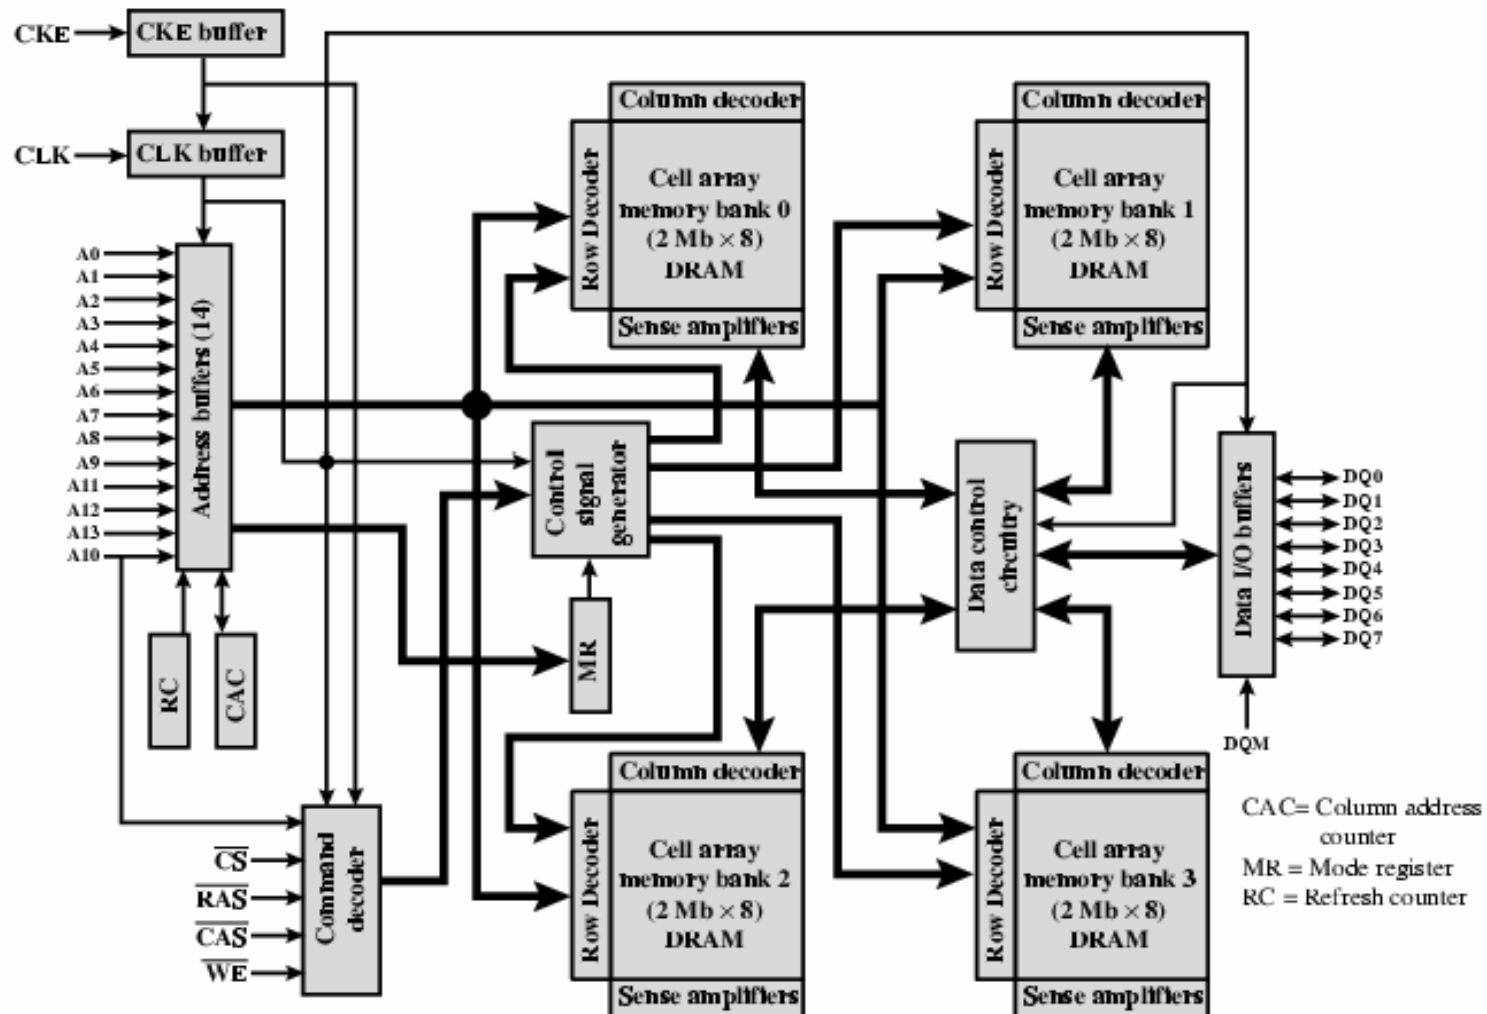 CKE
CKE buffer
CLK
CLK buffer
A0
A1
A2
A3
A4
A5
A6
A7
A8
A9
A11
A12
A13
A10
Address buffers (14)
RC
CAC
CS
RAS
CAS
WE
Command
decoder
Control
signal
generator
MR
Column decoder
Row Decoder
Cell array
memory bank 0
(2 Mb × 8)
DRAM
Sense amplifiers
Column decoder
Row Decoder
Cell array
memory bank 1
(2 Mb × 8)
DRAM
Sense amplifiers
Column decoder
Row Decoder
Cell array
memory bank 2
(2 Mb × 8)
DRAM
Sense amplifiers
Column decoder
Row Decoder
Cell array
memory bank 3
(2 Mb × 8)
DRAM
Sense amplifiers
Data control
circuitry
Data I/O buffers
DQ0
DQ1
DQ2
DQ3
DQ4
DQ5
DQ6
DQ7
DQM
CAC= Column address
counter
MR = Mode register
RC = Refresh counter